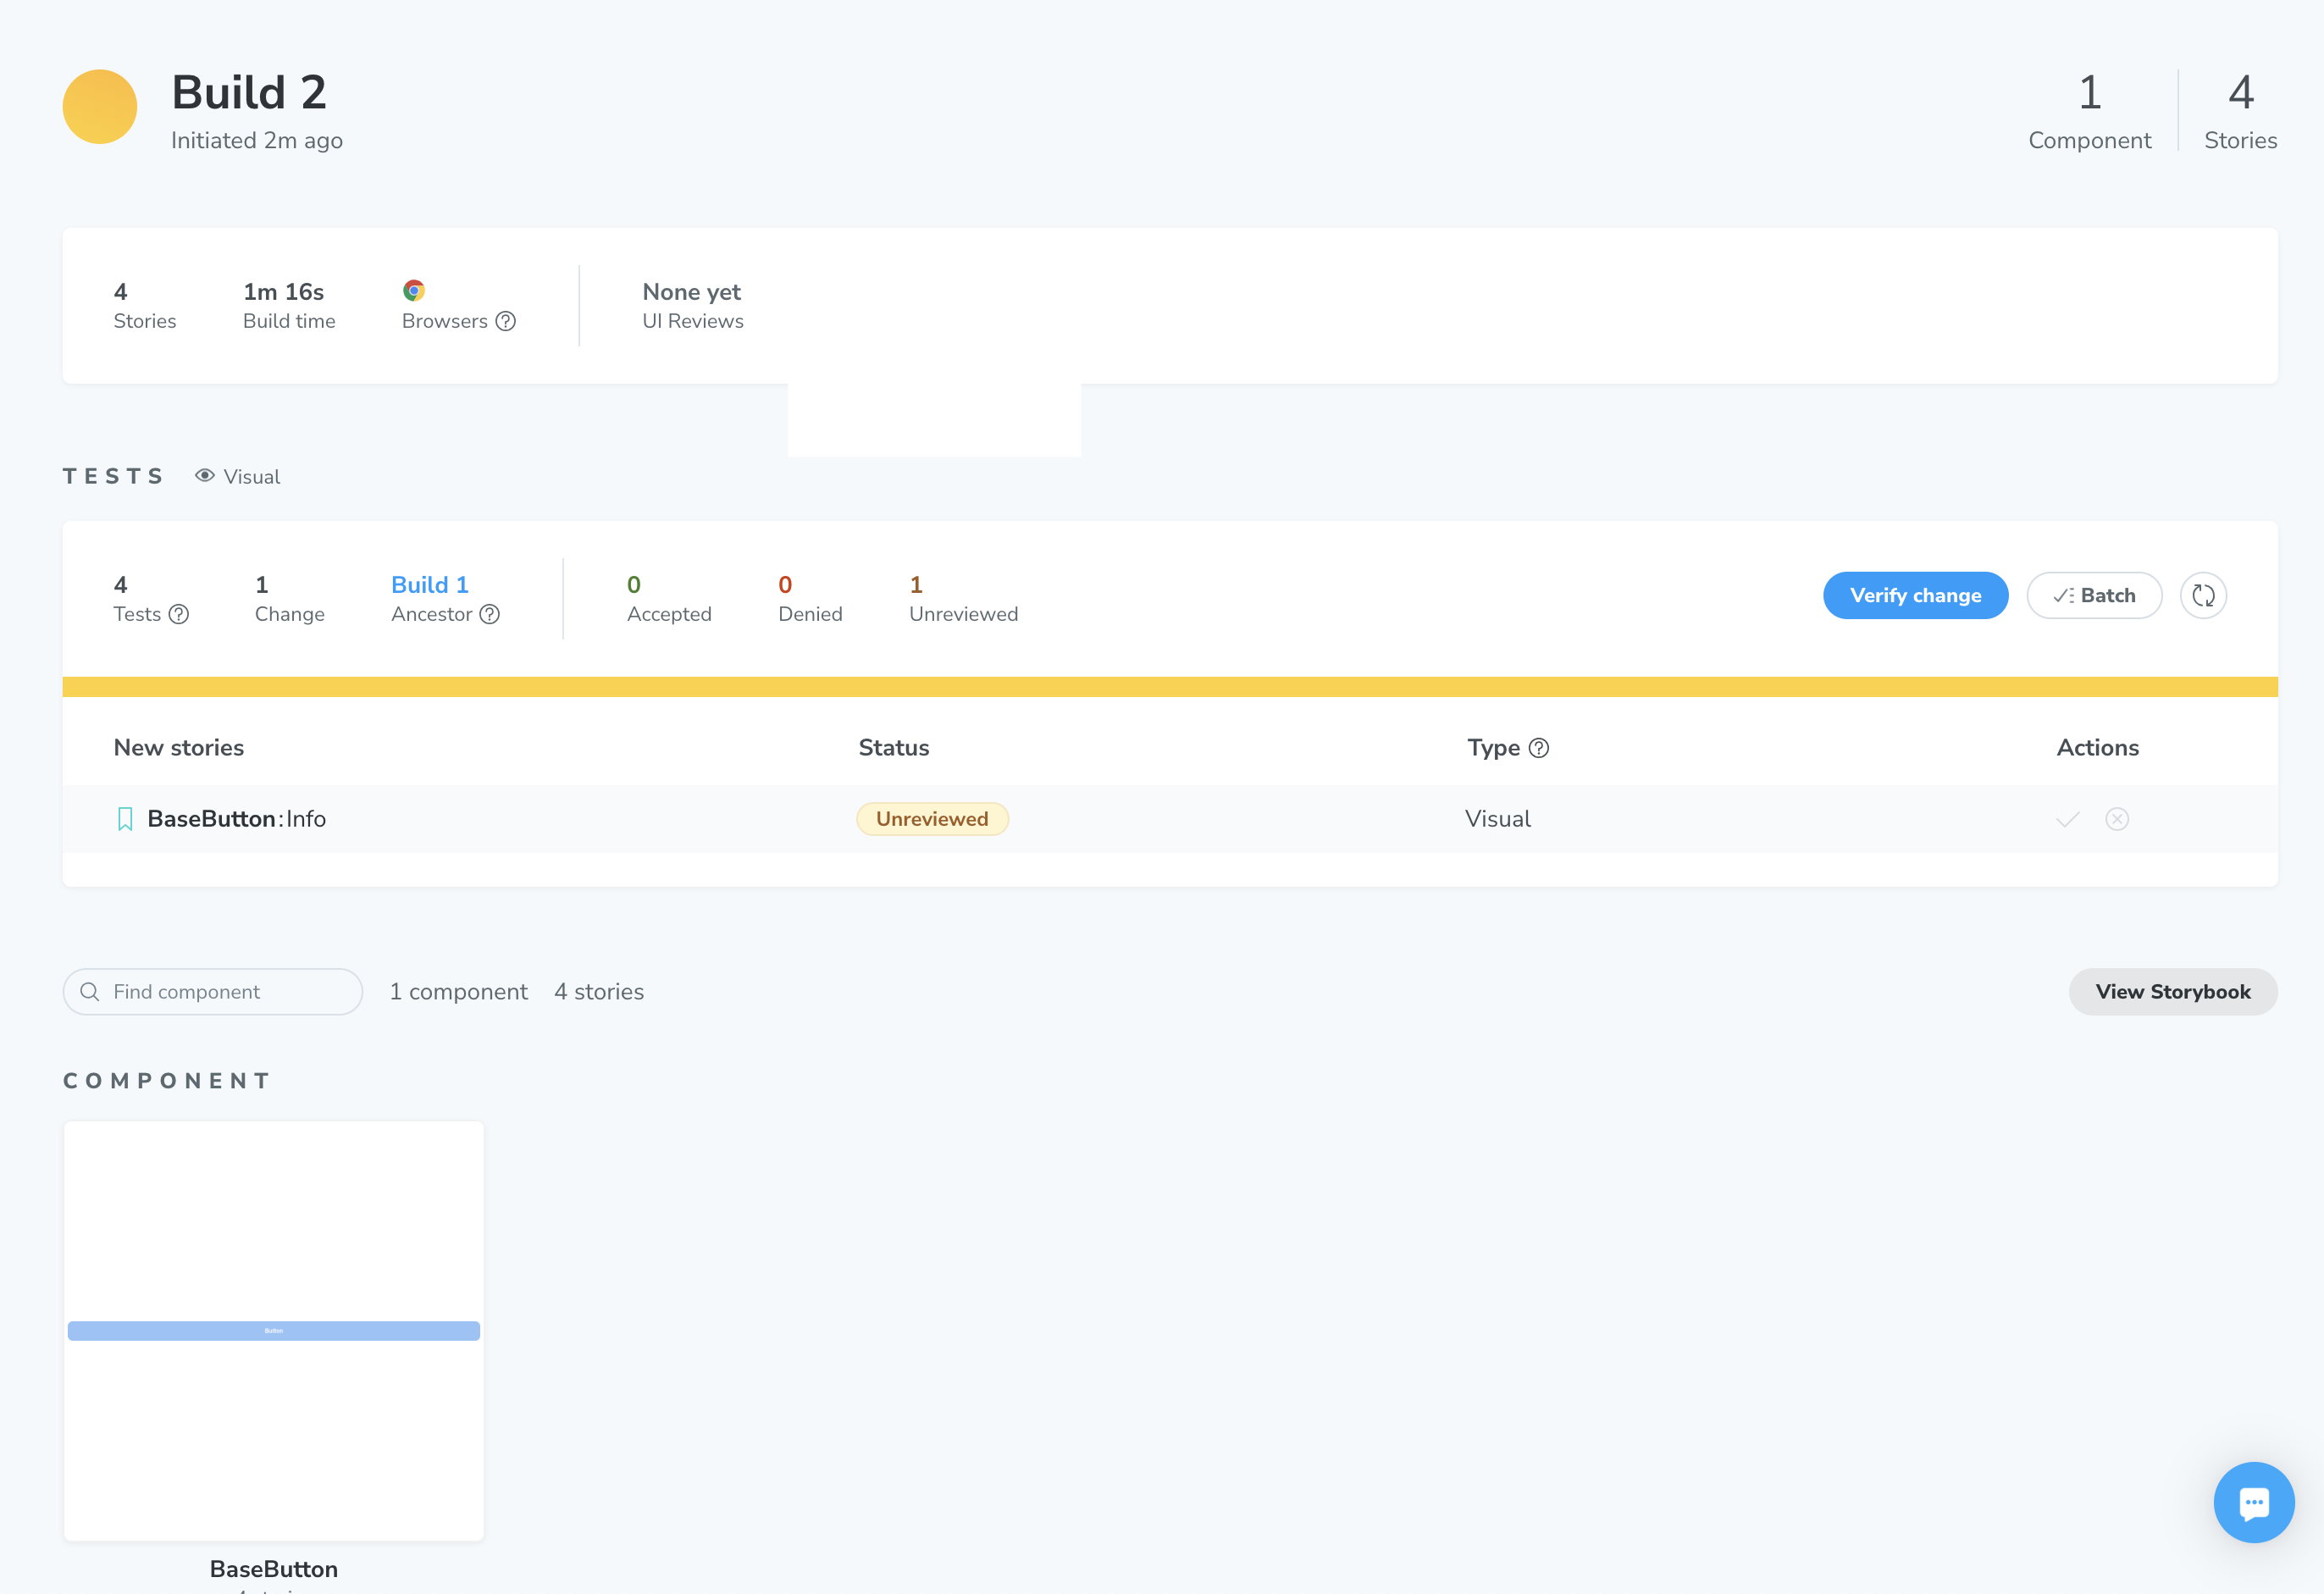 Build 2
Initiated 2m ago
1
Component
4
Stories
4
Stories
1m 16s
Build time
Browsers
None yet
UI Reviews
TESTS
Visual
4
Tests
1
Change
Build 1
Ancestor
0
Accepted
0
Denied
1
Unreviewed
Verify change
Batch
New stories
Status
Type
Actions
BaseButton:Info
Unreviewed
Visual
Find component
1 component
4 stories
View Storybook
COMPONENT
Button
BaseButton